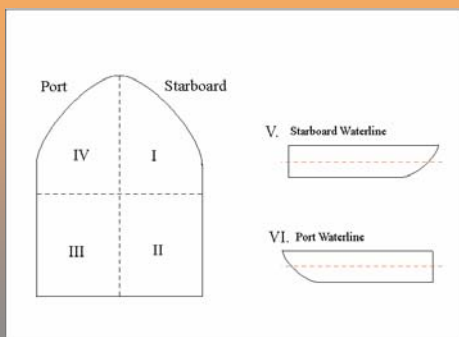 Port Starboard
IV I
III II
V. Starboard Waterline
VI. Port Waterline